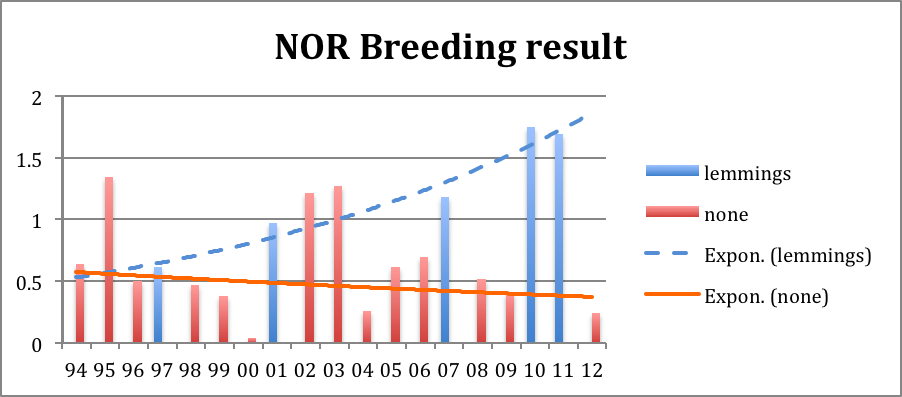 NOR Breeding result
2
1.5
1
0.5
0
94 95 96 97 98 99 00 01 02 03 04 05 06 07 08 09 10 11 12
lemmings
none
Expon. (lemmings)
Expon. (none)